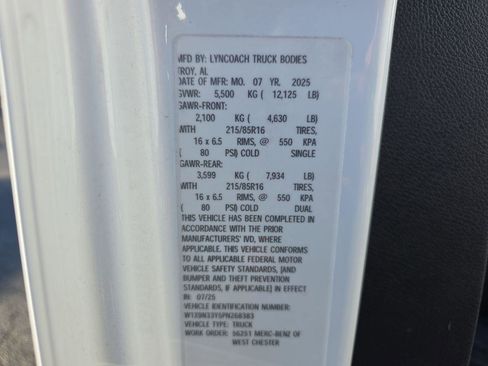 MFD BY: LYNCOACH TRUCK BODIES
TROY, AL
DATE OF MFR: MO. 07 YR. 2025
GVWR: 5,500 KG ( 12,125 LB)
GAWR-FRONT:
2,100 KG ( 4,630 LB)
WITH 215/85R16 TIRES,
16 x 6.5 RIMS, @ 550 KPA
( 80 PSI) COLD SINGLE
GAWR-REAR:
3,599 KG ( 7,934 LB)
WITH 215/85R16 TIRES,
16 x 6.5 RIMS, @ 550 KPA
( 80 PSI) COLD DUAL
THIS VEHICLE HAS BEEN COMPLETED IN
ACCORDANCE WITH THE PRIOR
MANUFACTURERS' IVD, WHERE
APPLICABLE. THIS VEHICLE CONFORMS
TO ALL APPLICABLE FEDERAL MOTOR
VEHICLE SAFETY STANDARDS, [AND
BUMPER AND THEFT PREVENTION
STANDARDS, IF APPLICABLE] IN EFFECT
IN: 07/25
VEHICLE IDENTIFICATION NUMBER:
W1X9N33Y5PN268383
VEHICLE TYPE: TRUCK
WORK ORDER: 56251 MERC-BENZ OF
WEST CHESTER